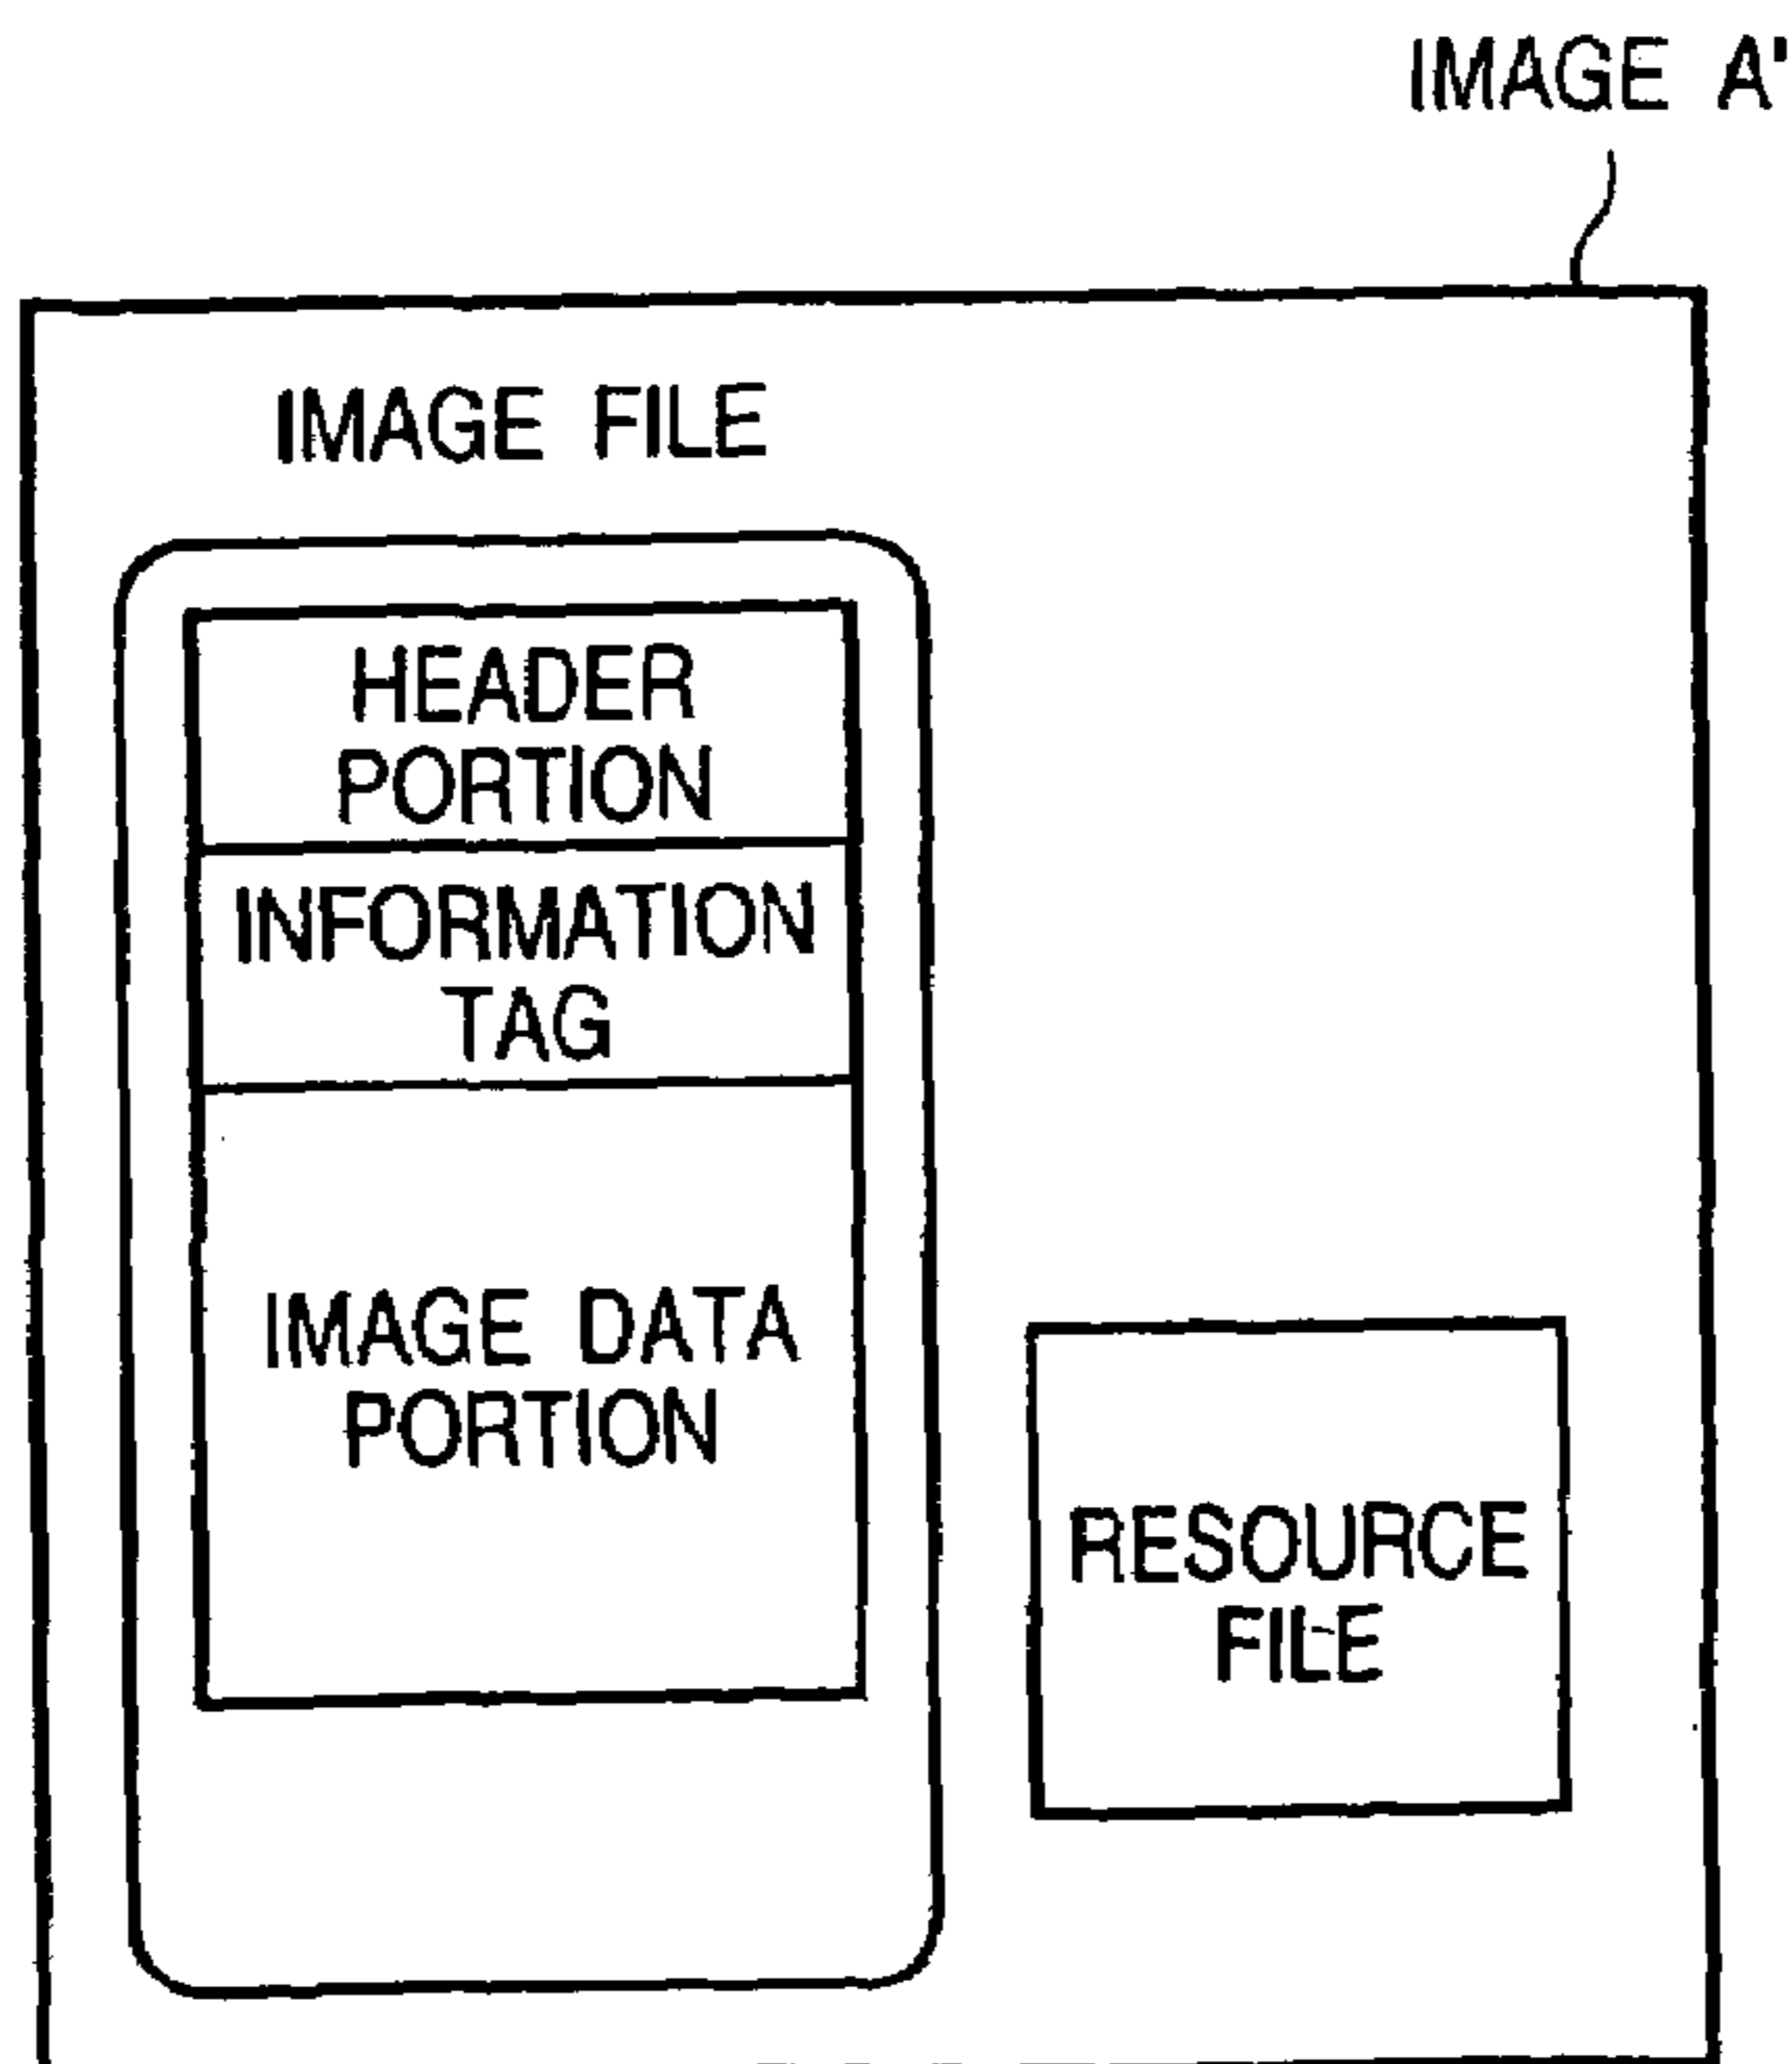 IMAGE A'
IMAGE FILE
HEADER
PORTION
INFORMATION
TAG
IMAGE DATA
PORTION
RESOURCE
FILE